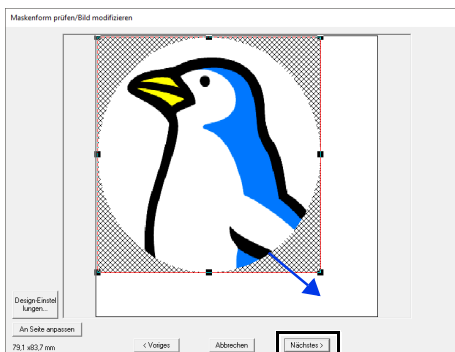 Maskenform prüfen/Bild modifizieren
Design-Einstel
lungen...
An Seite anpassen
79,1 x83,7 mm
< Voriges
Abbrechen
Nächstes >